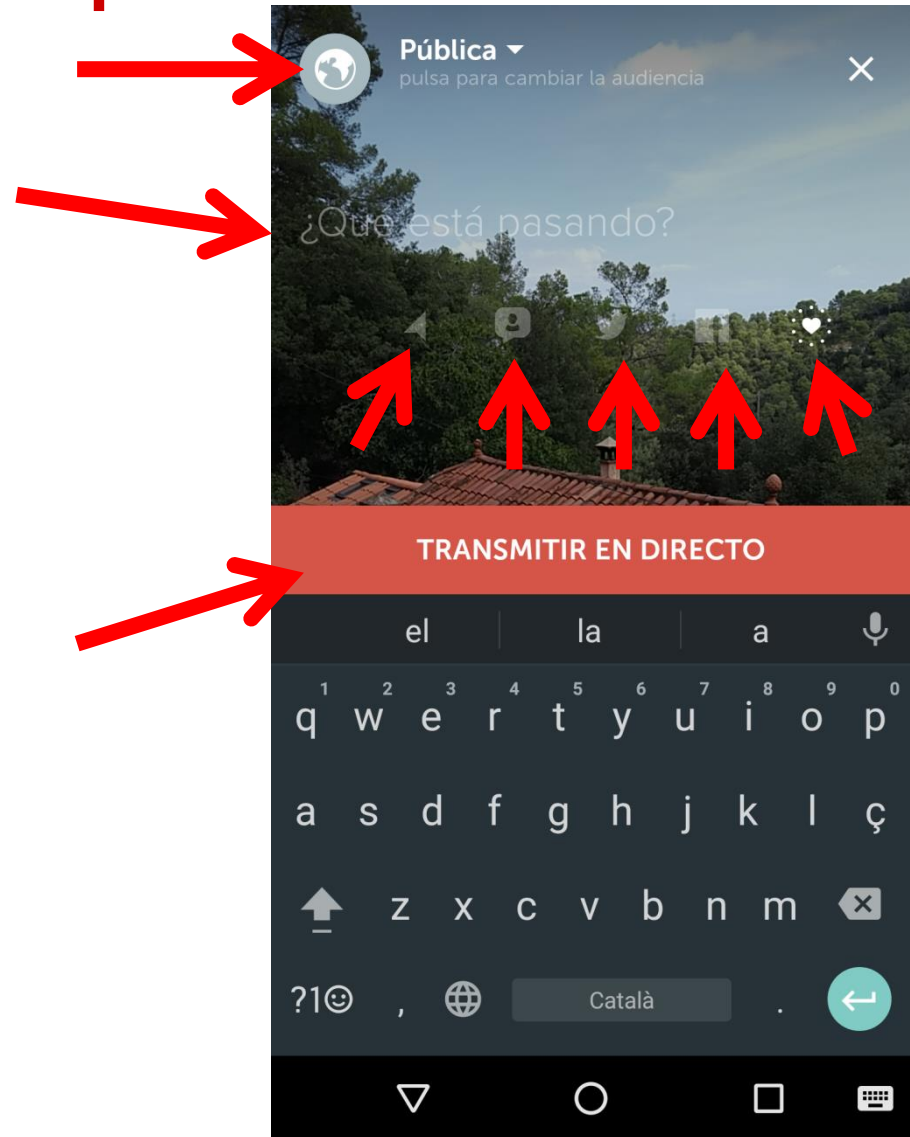 Pública
pulsa para cambiar la audiencia
¿Que está pasando?
TRANSMITIR EN DIRECTO
el la a
1 2 3 4 5 6 7 8 9 0
q w e r t y u i o p
a s d f g h j k l ç
z x c v b n m
?1☺ , Català .